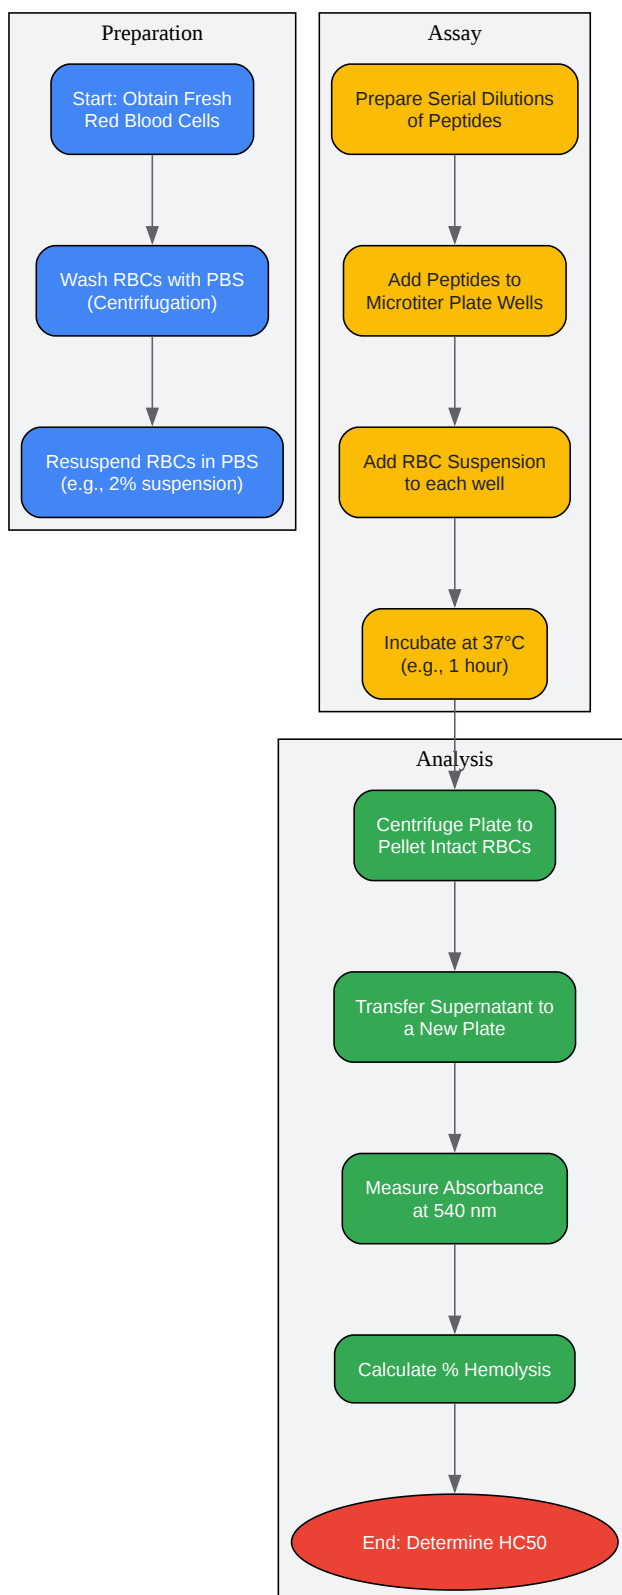 Preparation
Start: Obtain Fresh
Red Blood Cells
Wash RBCs with PBS
(Centrifugation)
Resuspend RBCs in PBS
(e.g., 2% suspension)
Assay
Prepare Serial Dilutions
of Peptides
Add Peptides to
Microtiter Plate Wells
Add RBC Suspension
to each well
Incubate at 37°C
(e.g., 1 hour)
Analysis
Centrifuge Plate to
Pellet Intact RBCs
Transfer Supernatant to
a New Plate
Measure Absorbance
at 540 nm
Calculate % Hemolysis
End: Determine HC50